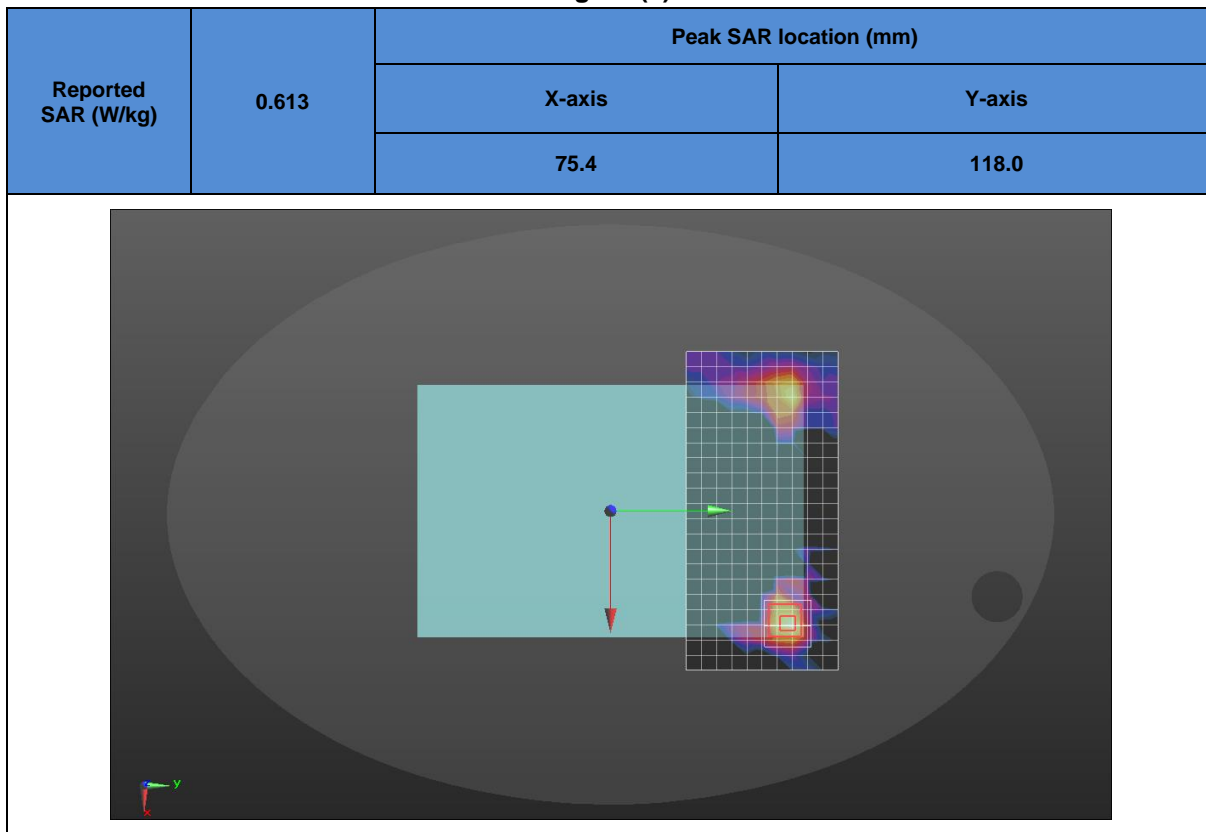 Peak SAR location (mm)
Reported
SAR (W/kg)
0.613
X-axis
Y-axis
75.4
118.0
y
x